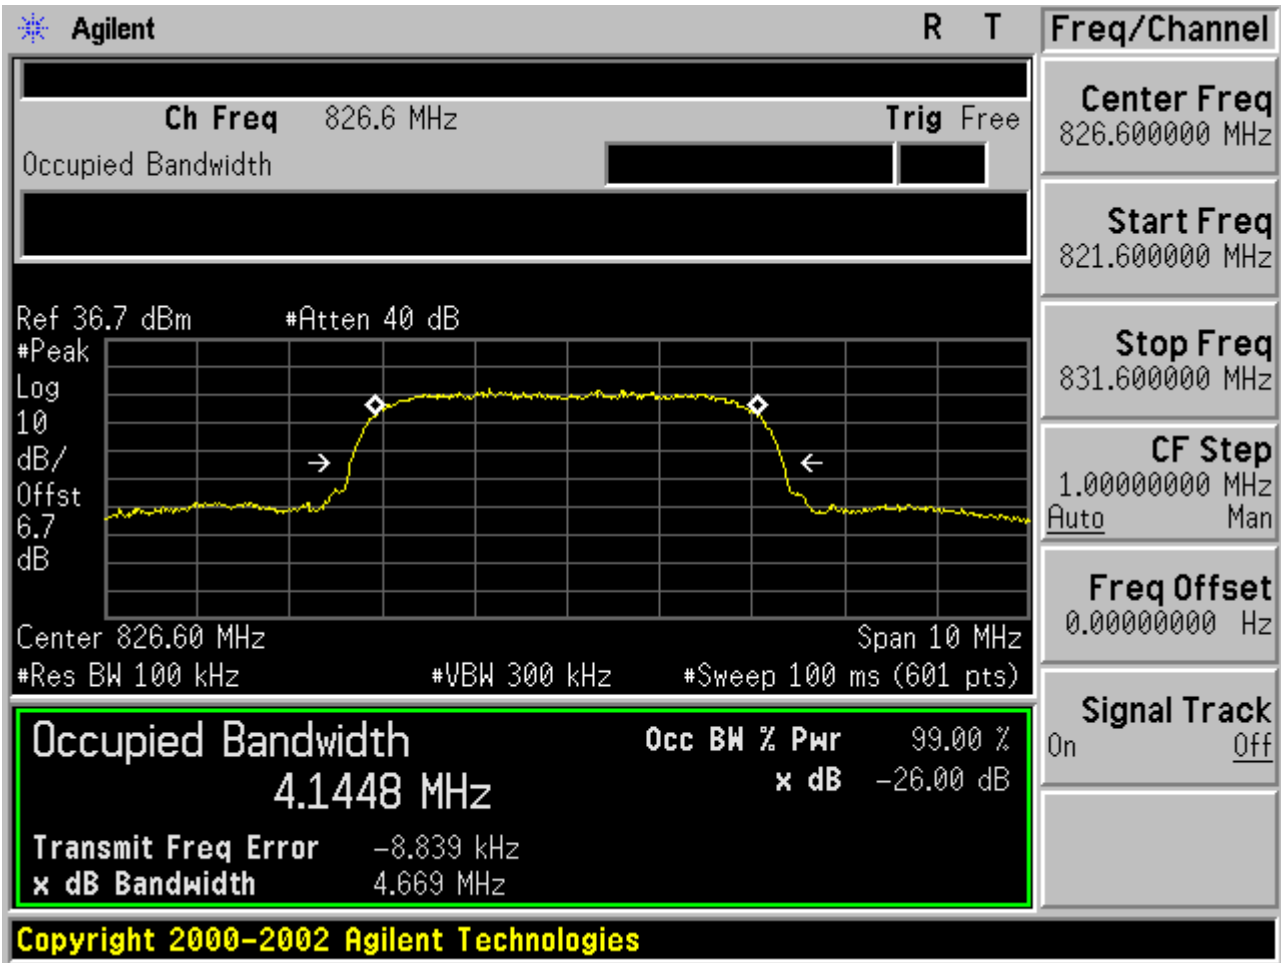 Agilent R T
Freq/Channel
Ch Freq 826.6 MHz Trig Free
Occupied Bandwidth
Center Freq
826.600000 MHz
Start Freq
821.600000 MHz
Stop Freq
831.600000 MHz
CF Step
1.00000000 MHz
Auto Man
Freq Offset
0.00000000 Hz
Signal Track
On Off
Ref 36.7 dBm #Atten 40 dB
#Peak
Log
10
dB/
Offst
6.7
dB
Center 826.60 MHz Span 10 MHz
#Res BW 100 kHz #VBW 300 kHz #Sweep 100 ms (601 pts)
Occupied Bandwidth
4.1448 MHz
Occ BW % Pwr 99.00 %
x dB -26.00 dB
Transmit Freq Error -8.839 kHz
x dB Bandwidth 4.669 MHz
Copyright 2000-2002 Agilent Technologies